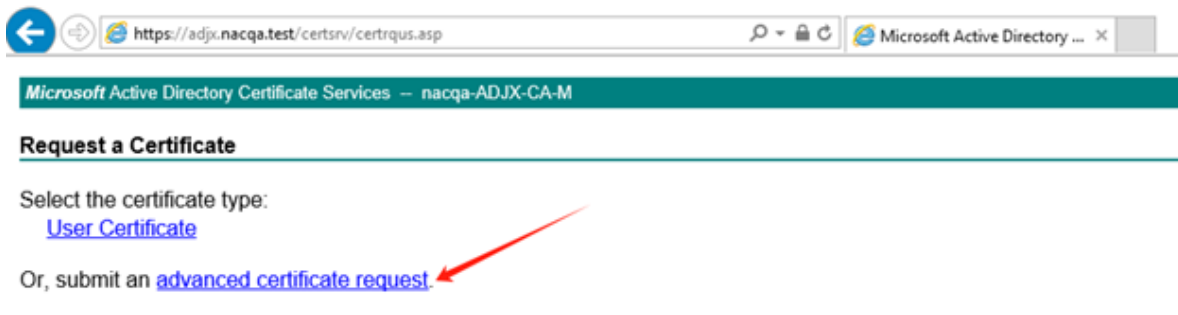 https://adjx.nacqa.test/certsrv/certrqus.asp
Microsoft Active Directory ...
Microsoft Active Directory Certificate Services -- nacqa-ADJX-CA-M
Request a Certificate
Select the certificate type:
User Certificate
Or, submit an advanced certificate request.